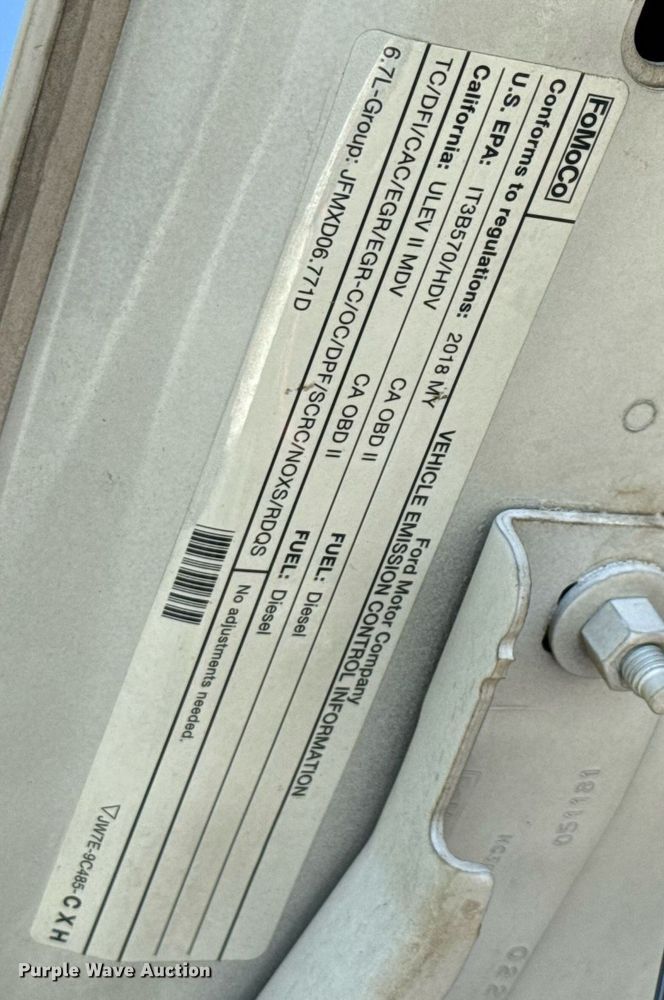 FoMoCo
Ford Motor Company
VEHICLE EMISSION CONTROL INFORMATION
Conforms to regulations: 2018 MY
U.S. EPA: IT3B570/HDV CA OBD II FUEL: Diesel
California: ULEV II MDV CA OBD II FUEL: Diesel
TC/DFI/CAC/EGR/EGR-C/OC/DPF/SCRC/NOXS/RDQS
No adjustments needed.
6.7L-Group: JFMXD06.771D
JW7E-9C485-CXH
051181
Purple Wave Auction